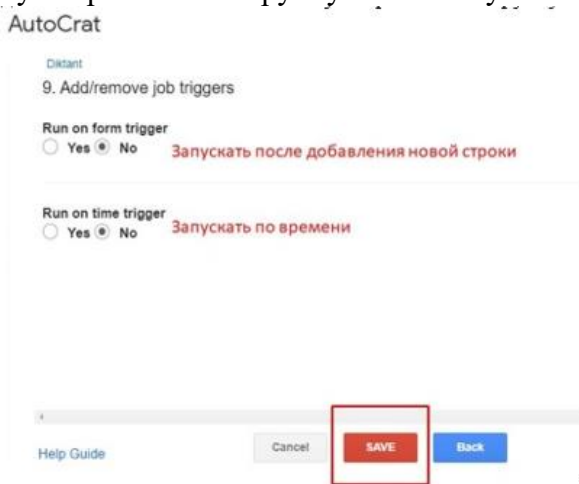 AutoCrat
Diktant
9. Add/remove job triggers
Run on form trigger
Yes No Запускать после добавления новой строки
Run on time trigger
Yes No Запускать по времени
Help Guide Cancel SAVE Back